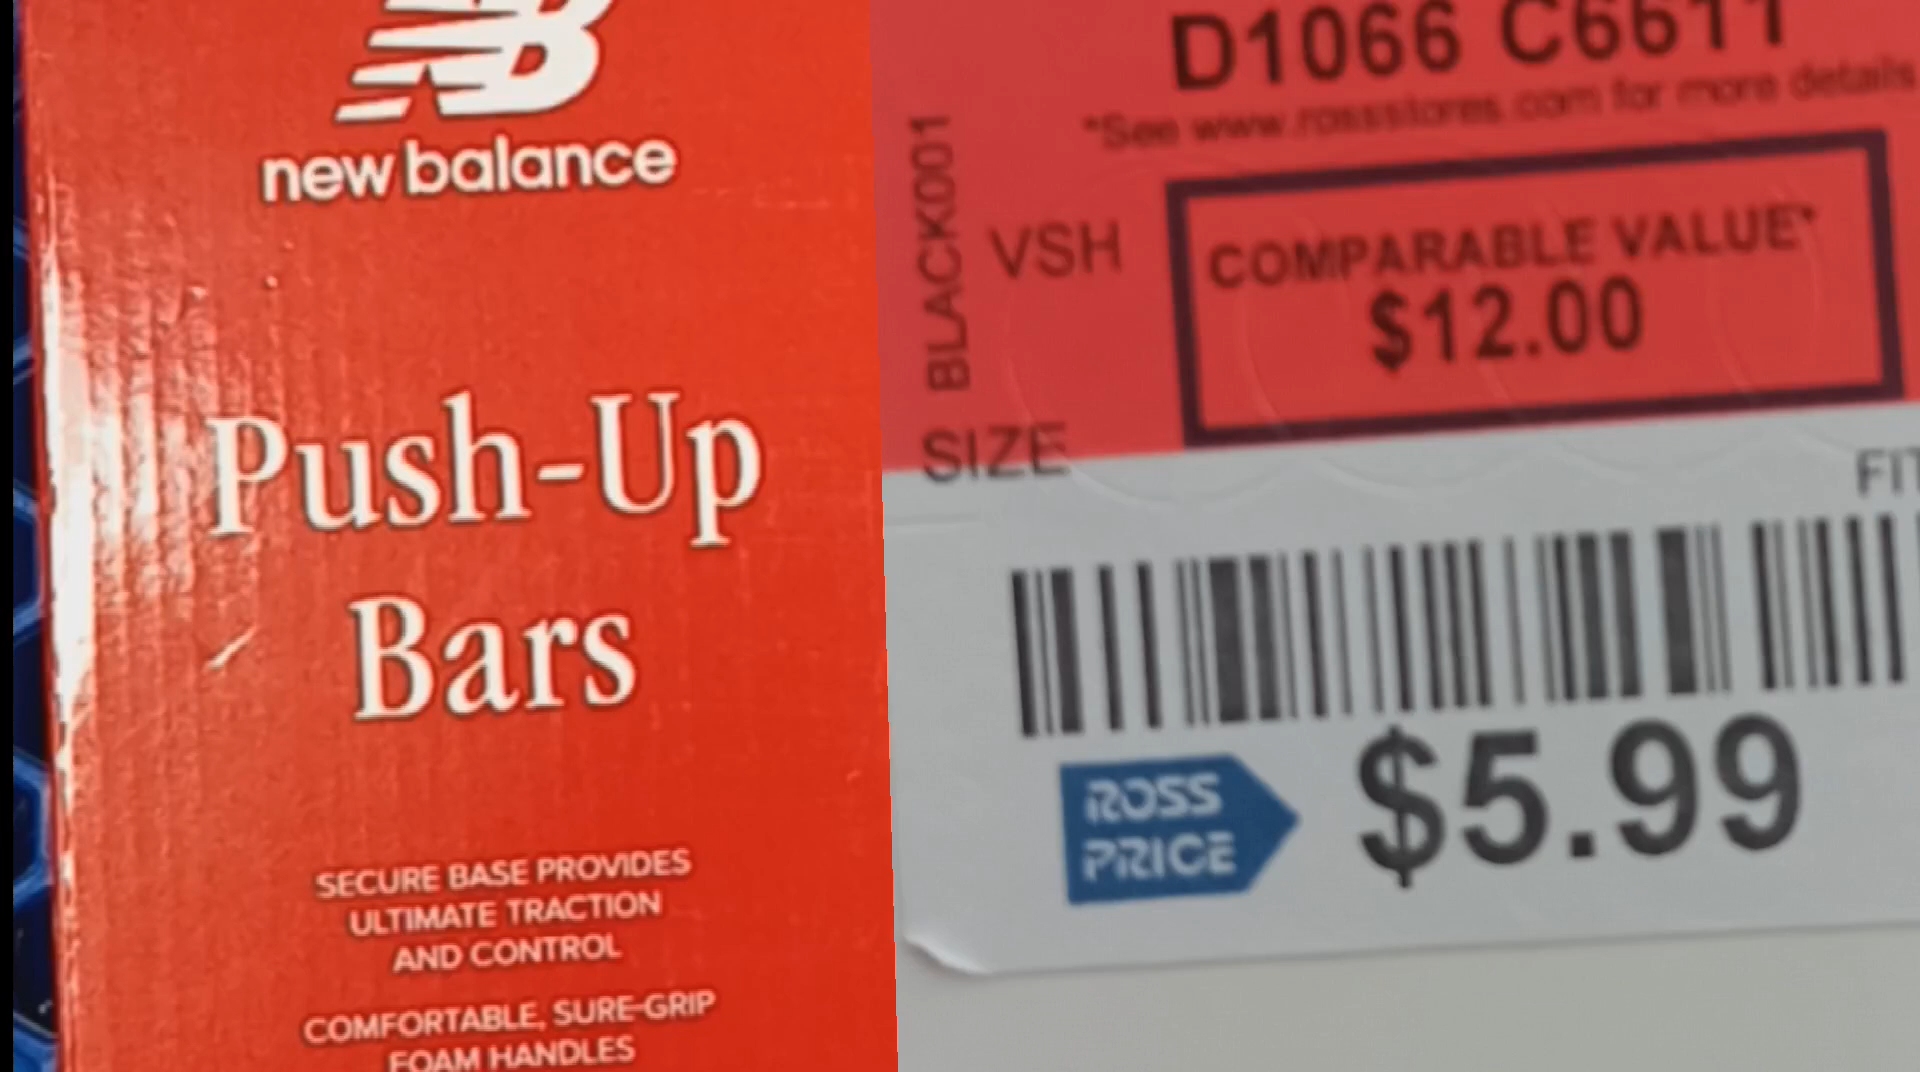 NB
new balance
Push-Up
Bars
SECURE BASE PROVIDES
ULTIMATE TRACTION
AND CONTROL
COMFORTABLE, SURE-GRIP
FOAM HANDLES
D1066 C6611
*See www.rossstores.com for more details
BLACK001
VSH
COMPARABLE VALUE*
$12.00
SIZE
FIT
ROSS
PRICE
$5.99